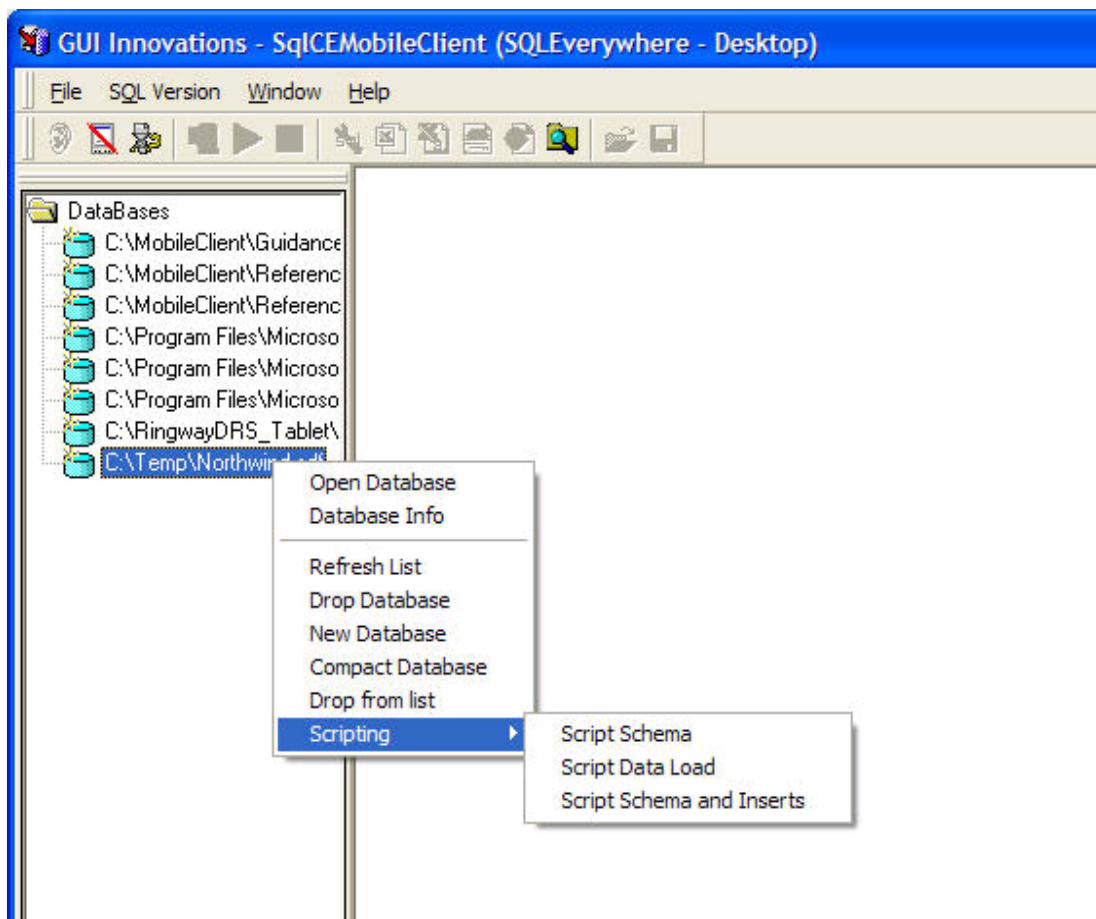 GUI Innovations - SqlCEMobileClient (SQLEverywhere - Desktop)
File SQL Version Window Help
DataBases
C:\MobileClient\Guidance
C:\MobileClient\Referenc
C:\MobileClient\Referenc
C:\Program Files\Microso
C:\Program Files\Microso
C:\Program Files\Microso
C:\RingwayDRS_Tablet\
C:\Temp\Northwind.sdf
Open Database
Database Info
Refresh List
Drop Database
New Database
Compact Database
Drop from list
Scripting
Script Schema
Script Data Load
Script Schema and Inserts